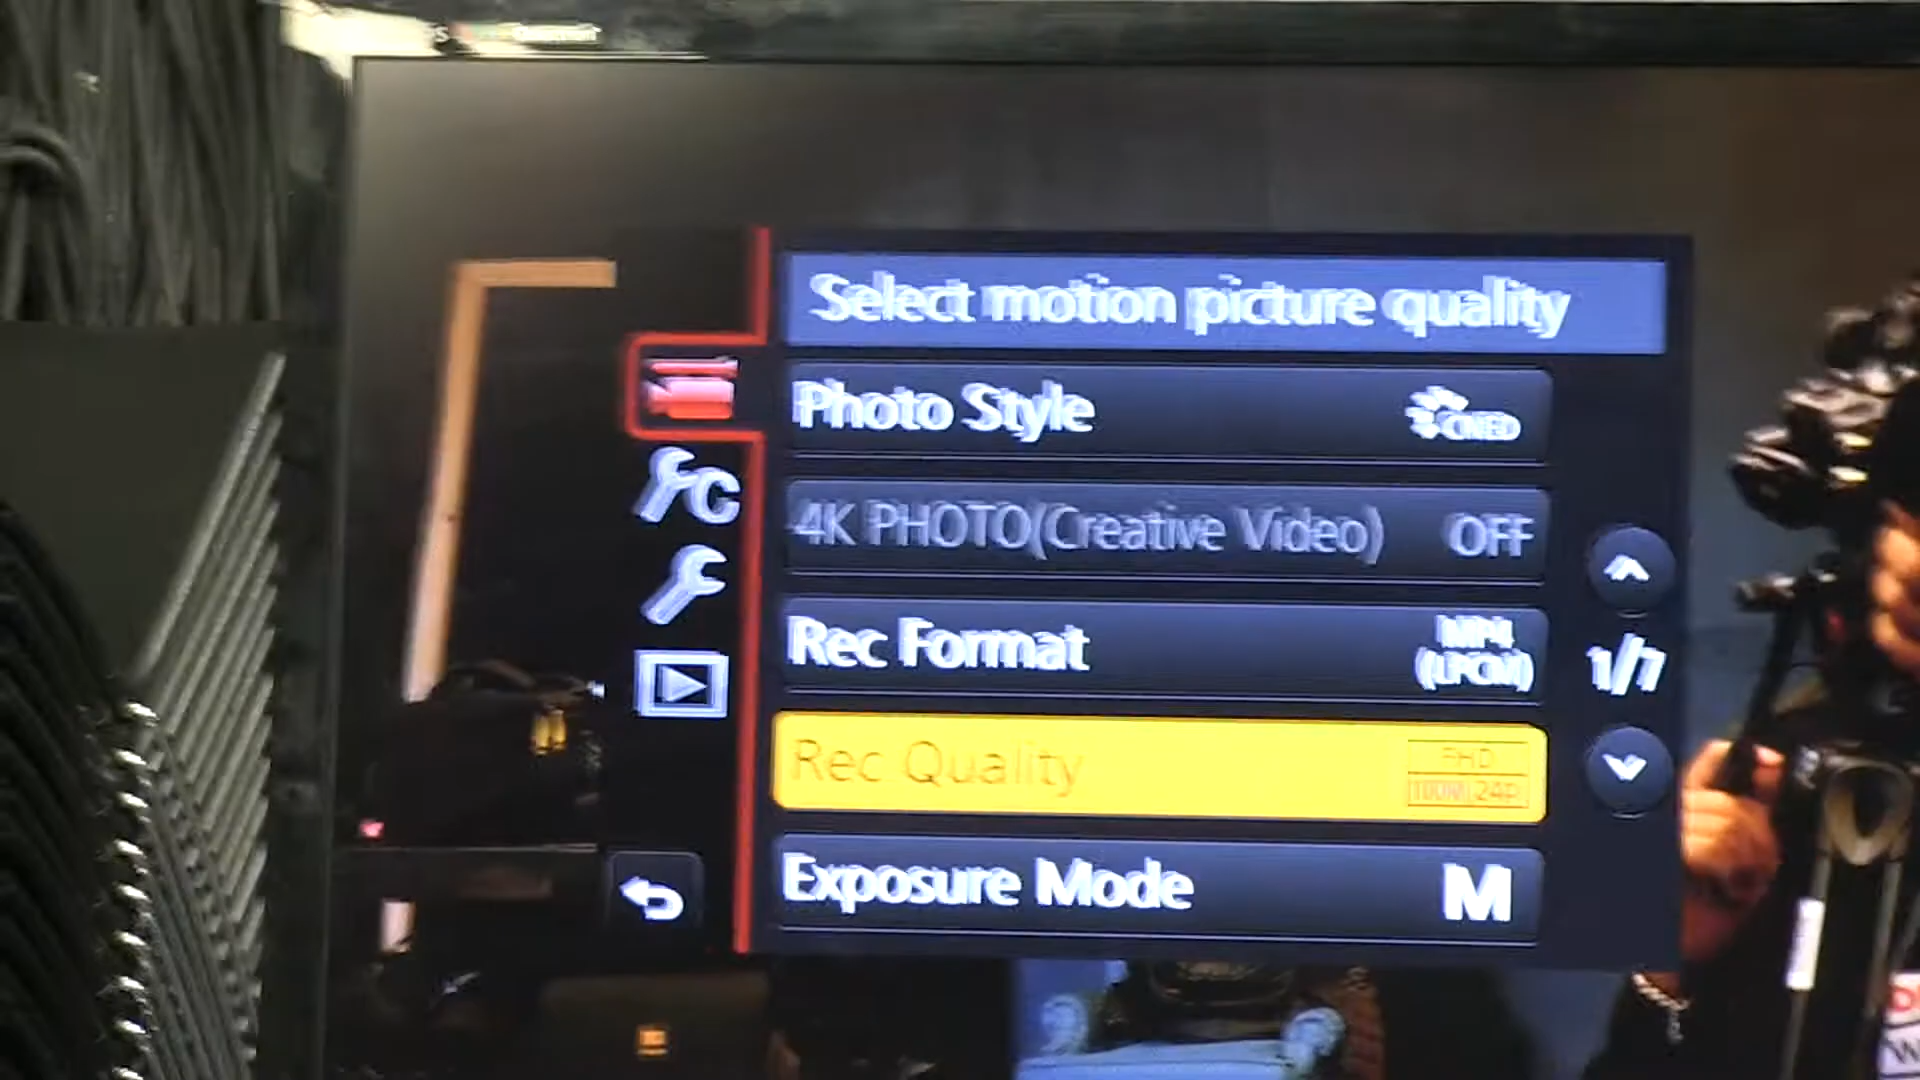 Select motion picture quality
Photo Style CNED
4K PHOTO(Creative Video) OFF
Rec Format MP4 (LPCM)
1/7
Rec Quality FHD 100M 24P
Exposure Mode M